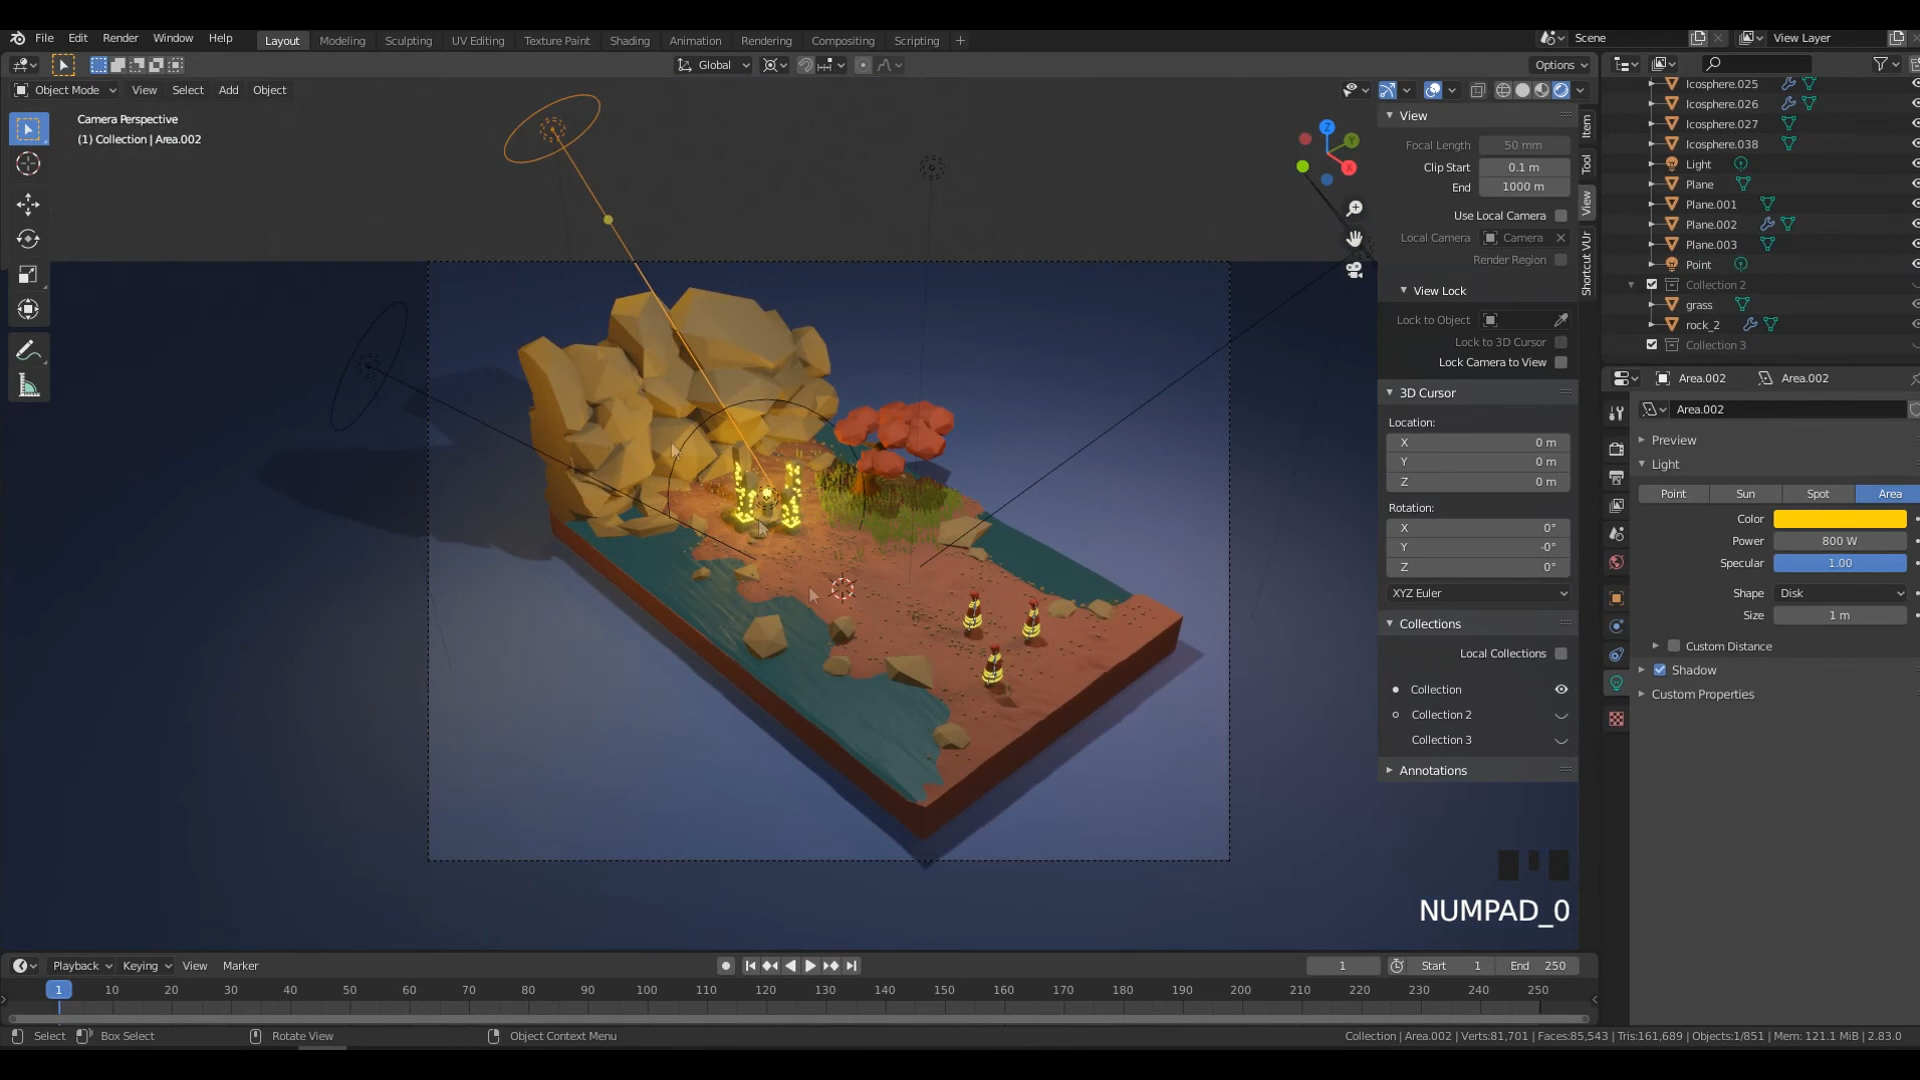 File Edit Render Window Help Layout Modeling Sculpting UV Editing Texture Paint Shading Animation Rendering Compositing Scripting + Scene View Layer
Global Options
Object Mode View Select Add Object
Camera Perspective
(1) Collection | Area.002
View
Focal Length 50 mm
Clip Start 0.1 m
End 1000 m
Use Local Camera
Local Camera Camera
Render Region
View Lock
Lock to Object
Lock to 3D Cursor
Lock Camera to View
3D Cursor
Location:
X 0 m
Y 0 m
Z 0 m
Rotation:
X 0°
Y -0°
Z 0°
XYZ Euler
Collections
Local Collections
Collection
Collection 2
Collection 3
Annotations
Item
Tool
View
Shortcut VUr
Z
Y
X
Icosphere.025
Icosphere.026
Icosphere.027
Icosphere.038
Light
Plane
Plane.001
Plane.002
Plane.003
Point
Collection 2
grass
rock_2
Collection 3
Area.002 Area.002
Area.002
Preview
Light
Point Sun Spot Area
Color
Power 800 W
Specular 1.00
Shape Disk
Size 1 m
Custom Distance
Shadow
Custom Properties
NUMPAD_0
Playback Keying View Marker 1 Start 1 End 250
1 10 20 30 40 50 60 70 80 90 100 110 120 130 140 150 160 170 180 190 200 210 220 230 240 250
Select Box Select Rotate View Object Context Menu Collection | Area.002 | Verts:81,701 | Faces:85,543 | Tris:161,689 | Objects:1/851 | Mem: 121.1 MiB | 2.83.0